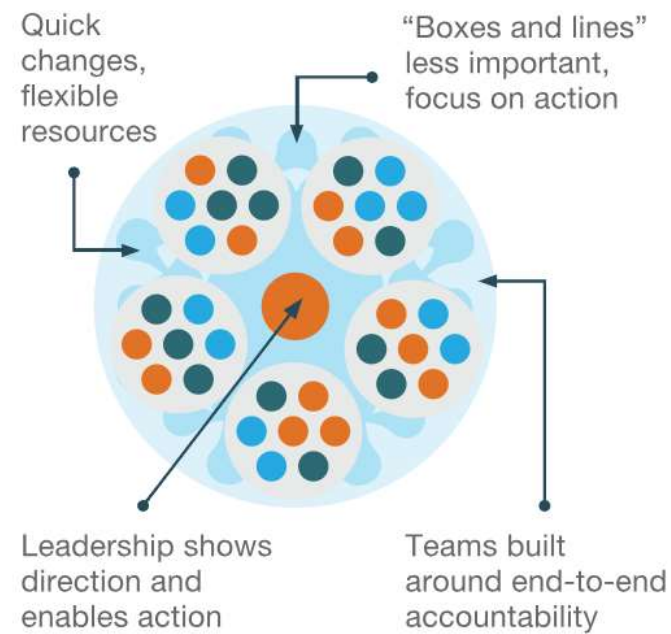 Quick
changes,
flexible
resources
“Boxes and lines”
less important,
focus on action
Leadership shows
direction and
enables action
Teams built
around end-to-end
accountability